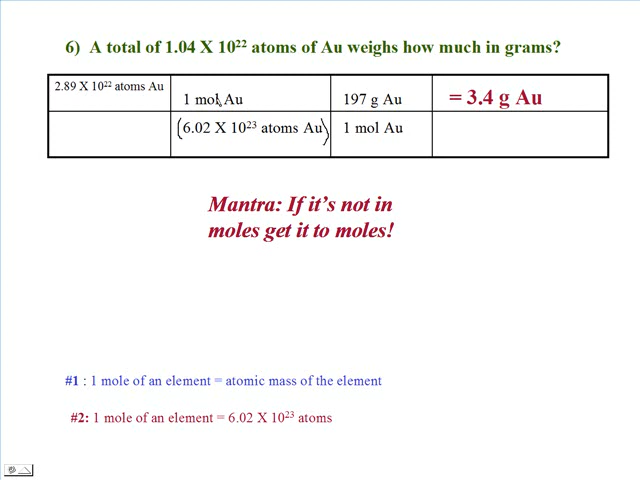 6) A total of 1.04 X 10²² atoms of Au weighs how much in grams?
2.89 X 10²² atoms Au
1 mol Au 197 g Au = 3.4 g Au
(6.02 X 10²³ atoms Au) 1 mol Au
Mantra: If it's not in
moles get it to moles!
#1 : 1 mole of an element = atomic mass of the element
#2: 1 mole of an element = 6.02 X 10²³ atoms